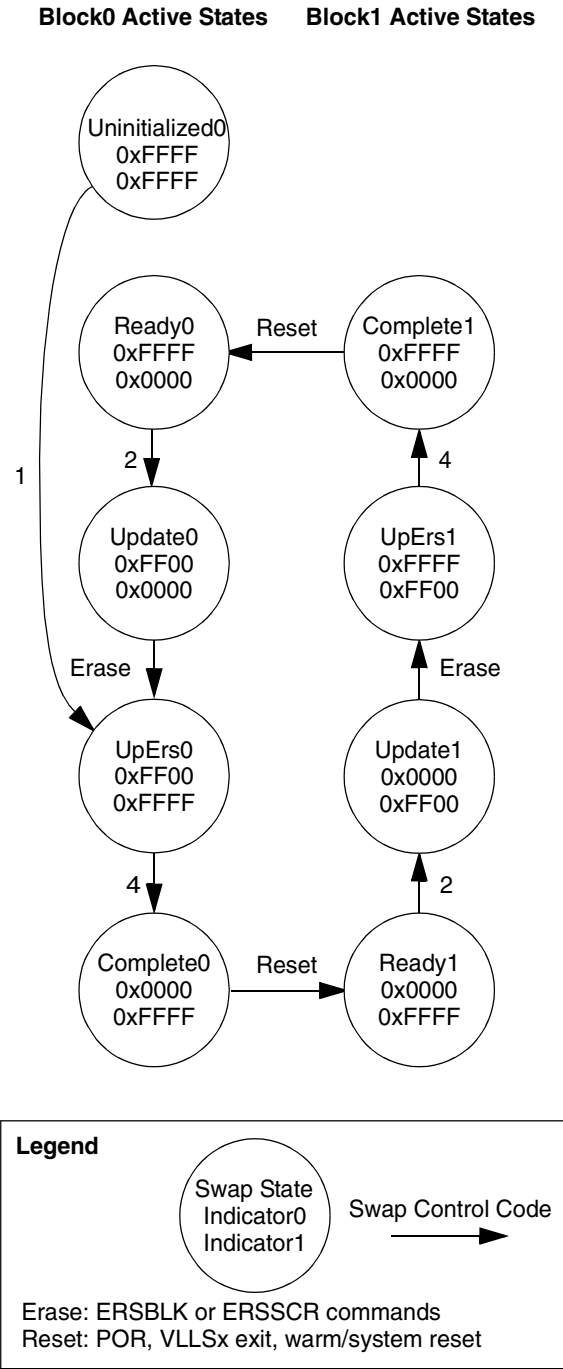 Block0 Active States Block1 Active States
Uninitialized0
0xFFFF
0xFFFF
Ready0
0xFFFF
0x0000
Reset
Complete1
0xFFFF
0x0000
1
2
4
Update0
0xFF00
0x0000
UpErs1
0xFFFF
0xFF00
Erase
Erase
UpErs0
0xFF00
0xFFFF
Update1
0x0000
0xFF00
4
2
Complete0
0x0000
0xFFFF
Reset
Ready1
0x0000
0xFFFF
Legend
Swap State
Indicator0
Indicator1
Swap Control Code
Erase: ERSBLK or ERSSCR commands
Reset: POR, VLLSx exit, warm/system reset